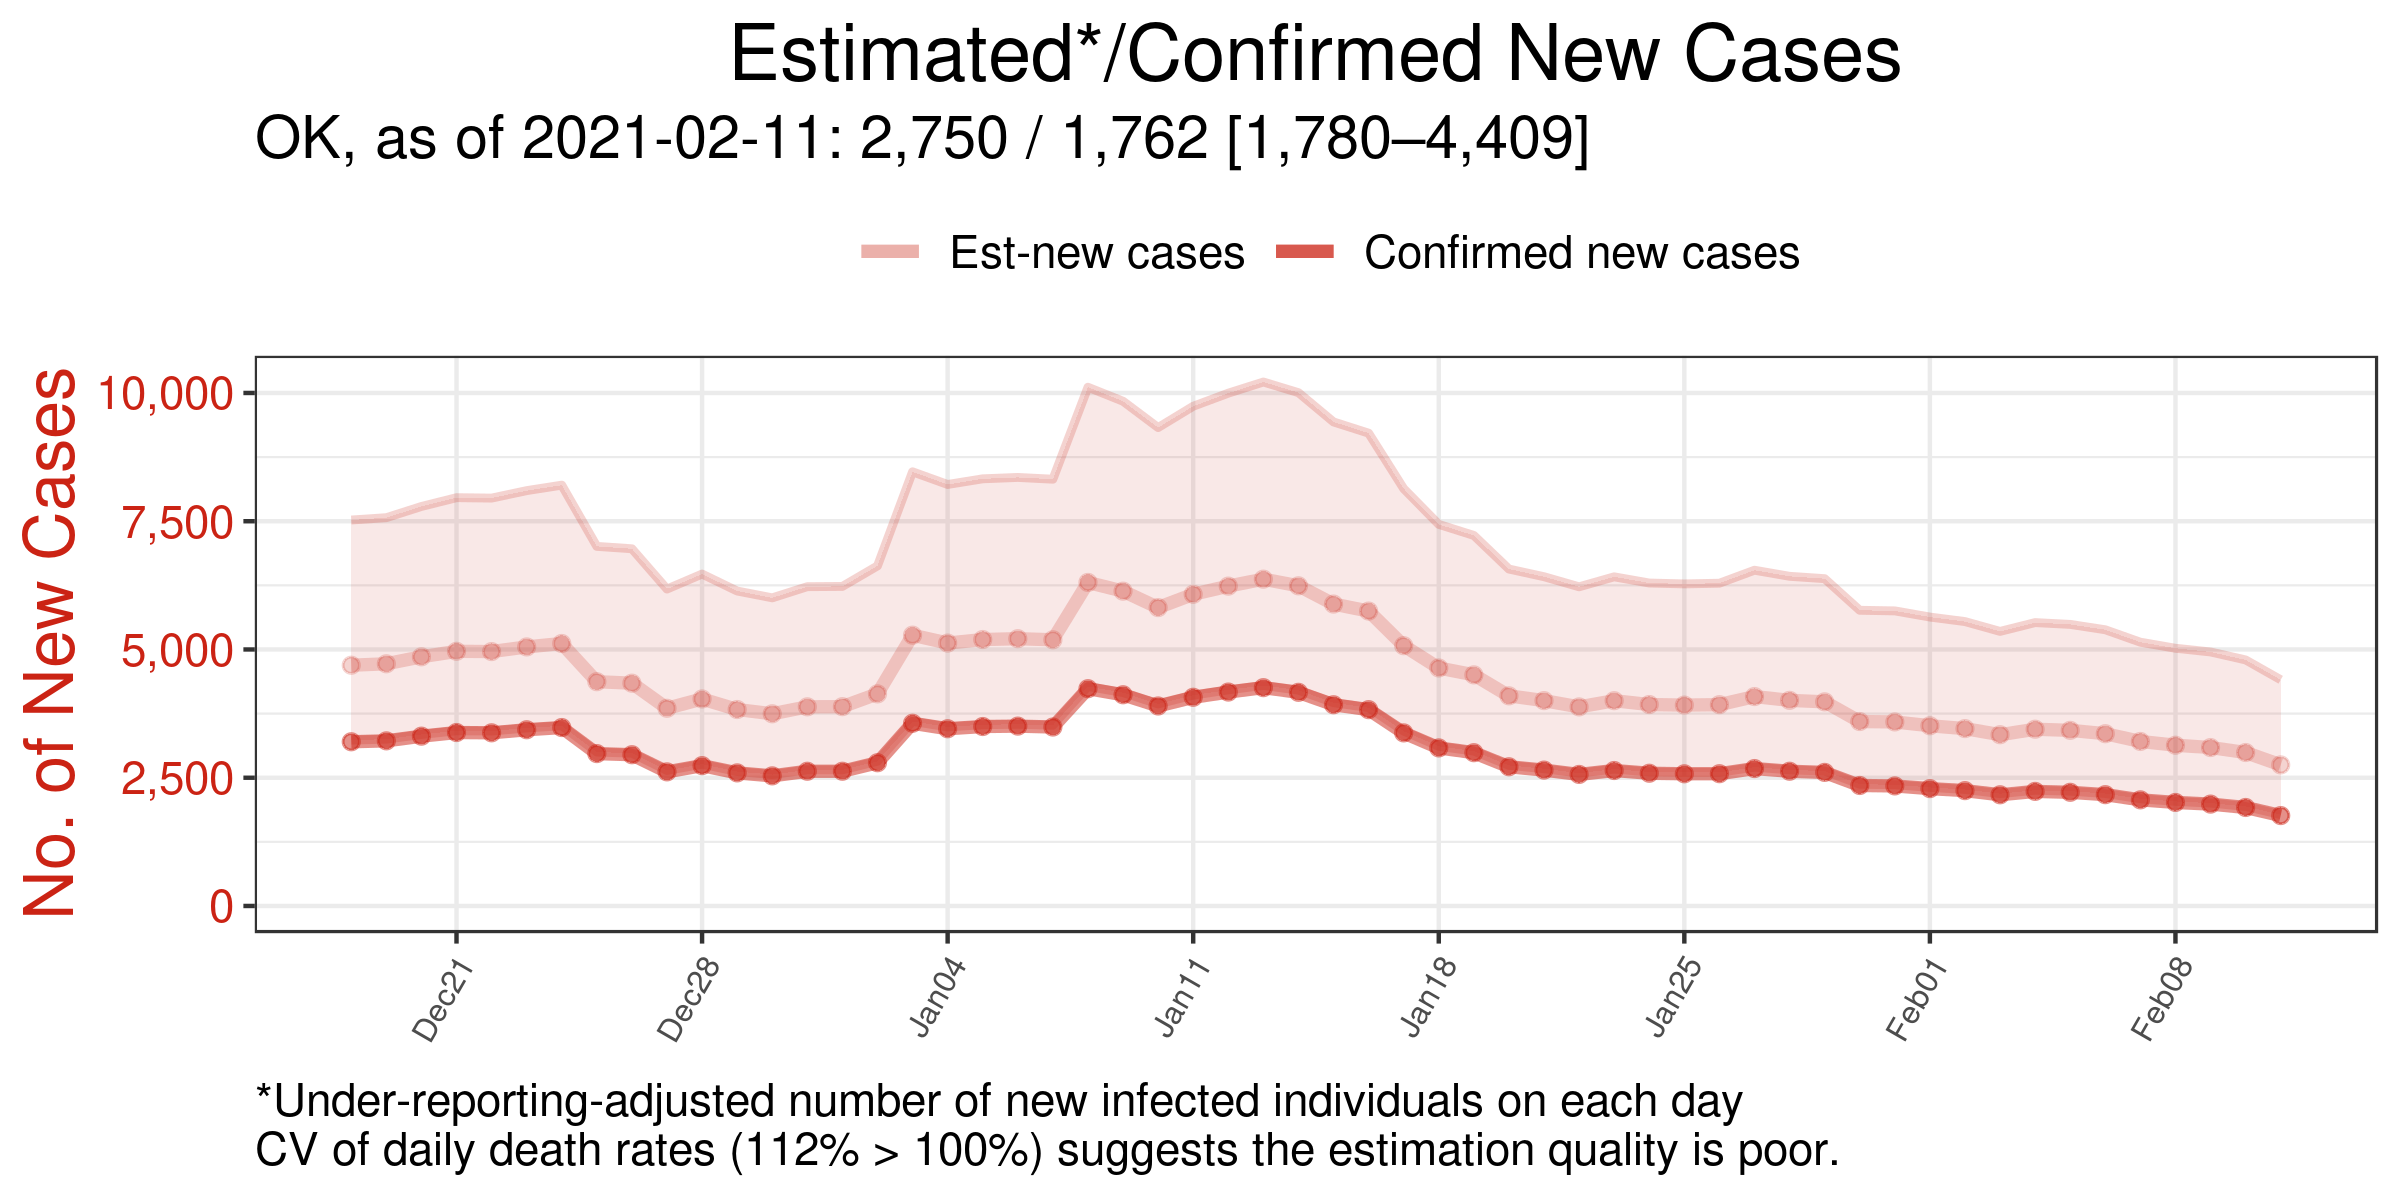 Estimated*/Confirmed New Cases
OK, as of 2021-02-11: 2,750 / 1,762 [1,780–4,409]
Est-new cases
Confirmed new cases
No. of New Cases
10,000
7,500
5,000
2,500
0
Dec21
Dec28
Jan04
Jan11
Jan18
Jan25
Feb01
Feb08
*Under-reporting-adjusted number of new infected individuals on each day
CV of daily death rates (112% > 100%) suggests the estimation quality is poor.